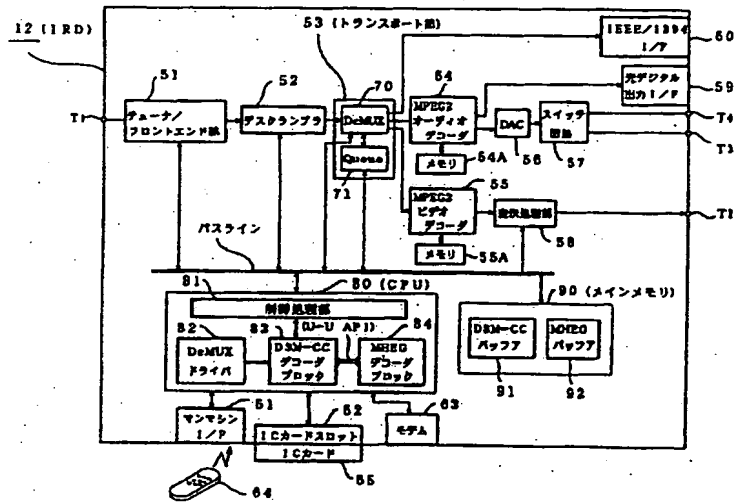 12 (IRD)
53 (トランスポート部)
IEEE/1394
I/F
60
51
52
70
54
光デジタル
出力 I/F
59
T1
チューナ/
フロントエンド部
デスクランブラ
DeMUX
MPEG2
オーディオ
デコーダ
DAC
スイッチ
回路
T4
T3
Queue
メモリ
54A
56
57
71
55
MPEG2
ビデオ
デコーダ
表示処理部
T2
メモリ
55A
58
バスライン
81
80 (CPU)
制御処理部
90 (メインメモリ)
82
83
(U-U API)
84
DeMUX
ドライバ
DSM-CC
デコーダ
ブロック
MHEG
デコーダ
ブロック
DSM-CC
バッファ
MHEG
バッファ
91
92
61
62
63
マンマシン
I/F
ICカードスロット
ICカード
モデム
65
64